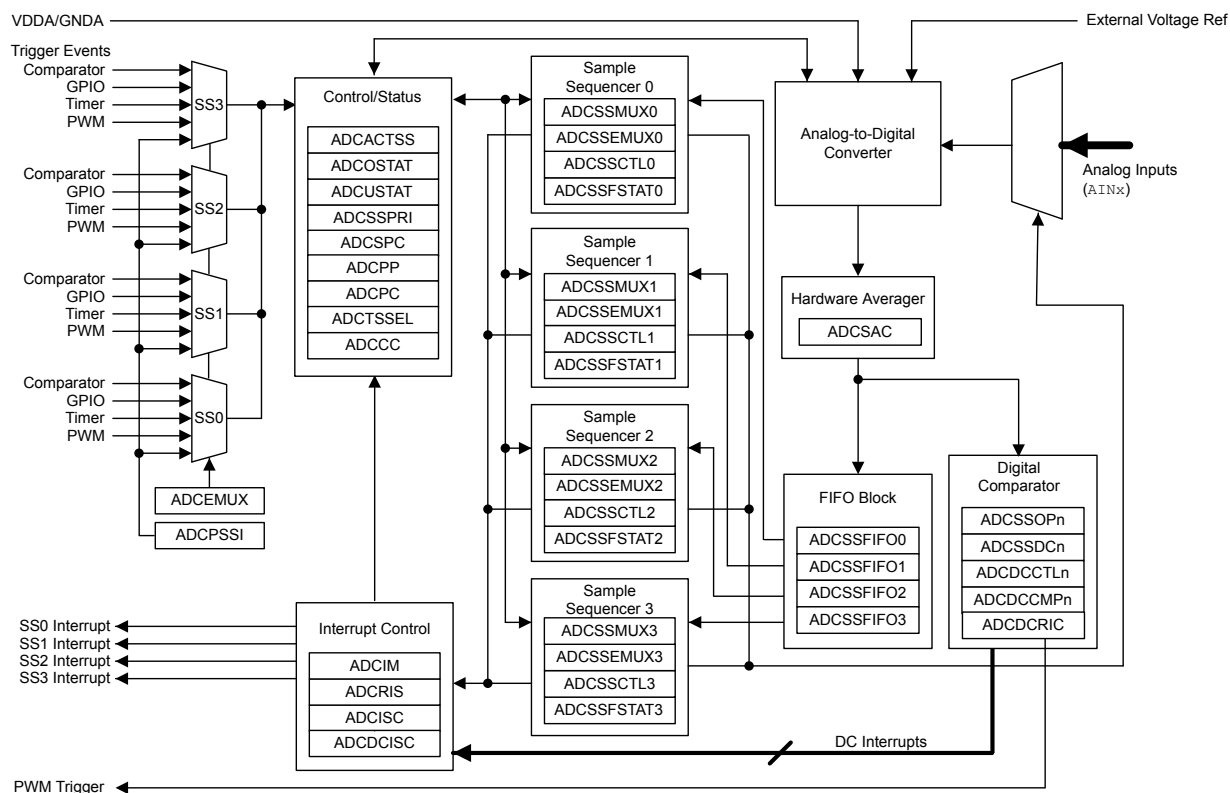 VDDA/GNDA
External Voltage Ref
Trigger Events
Comparator
GPIO
Timer
PWM
SS3
Comparator
GPIO
Timer
PWM
SS2
Comparator
GPIO
Timer
PWM
SS1
Comparator
GPIO
Timer
PWM
SS0
ADCEMUX
ADCPSSI
Control/Status
ADCACTSS
ADCOSTAT
ADCUSTAT
ADCSSPRI
ADCSPC
ADCPP
ADCPC
ADCTSSEL
ADCCC
Interrupt Control
ADCIM
ADCRIS
ADCISC
ADCDCISC
SS0 Interrupt
SS1 Interrupt
SS2 Interrupt
SS3 Interrupt
PWM Trigger
Sample
Sequencer 0
ADCSSMUX0
ADCSSEMUX0
ADCSSCTL0
ADCSSFSTAT0
Sample
Sequencer 1
ADCSSMUX1
ADCSSEMUX1
ADCSSCTL1
ADCSSFSTAT1
Sample
Sequencer 2
ADCSSMUX2
ADCSSEMUX2
ADCSSCTL2
ADCSSFSTAT2
Sample
Sequencer 3
ADCSSMUX3
ADCSSEMUX3
ADCSSCTL3
ADCSSFSTAT3
Analog-to-Digital
Converter
Analog Inputs
(AINx)
Hardware Averager
ADCSAC
FIFO Block
ADCSSFIFO0
ADCSSFIFO1
ADCSSFIFO2
ADCSSFIFO3
Digital
Comparator
ADCSSOPn
ADCSSDCn
ADCDCCTLn
ADCDCCMPn
ADCDCRIC
DC Interrupts